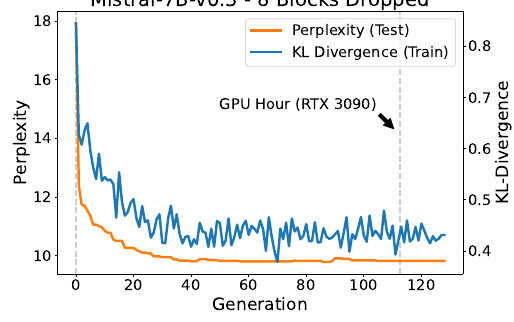 Mistral-7B-v0.3 - 8 Blocks Dropped
Perplexity (Test)
KL Divergence (Train)
GPU Hour (RTX 3090)
Perplexity
KL-Divergence
18
16
14
12
10
0.8
0.7
0.6
0.5
0.4
0
20
40
60
80
100
120
Generation